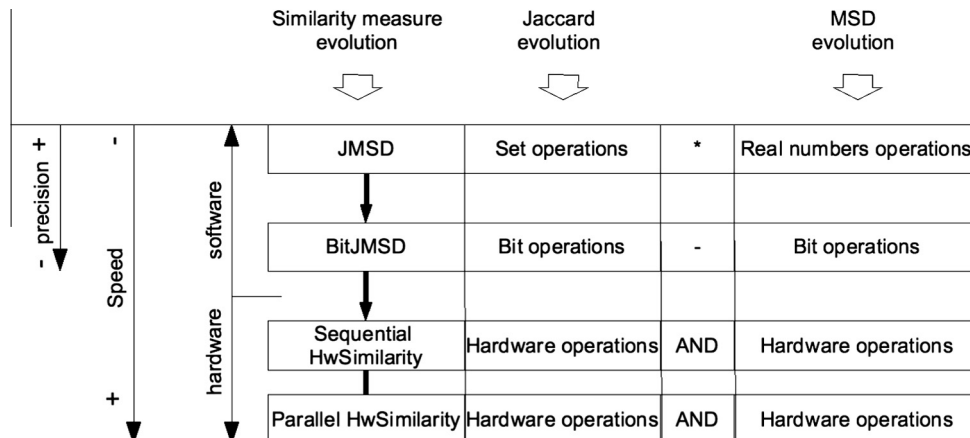 Similarity measure
evolution
Jaccard
evolution
MSD
evolution
- precision +
- Speed +
hardware software
JMSD Set operations * Real numbers operations
BitJMSD Bit operations - Bit operations
Sequential
HwSimilarity Hardware operations AND Hardware operations
Parallel HwSimilarity Hardware operations AND Hardware operations